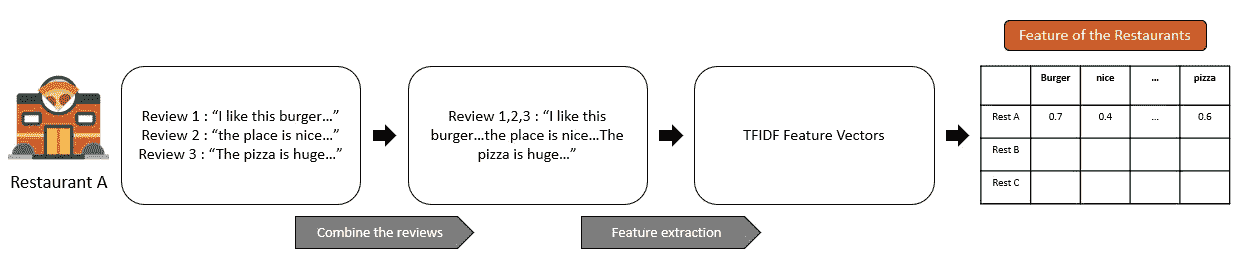 Restaurant A
Review 1 : “I like this burger…”
Review 2 : “the place is nice…”
Review 3 : “The pizza is huge…”
Combine the reviews
Review 1,2,3 : “I like this
burger…the place is nice…The
pizza is huge…”
Feature extraction
TFIDF Feature Vectors
Feature of the Restaurants
Burger nice … pizza
Rest A 0.7 0.4 … 0.6
Rest B
Rest C